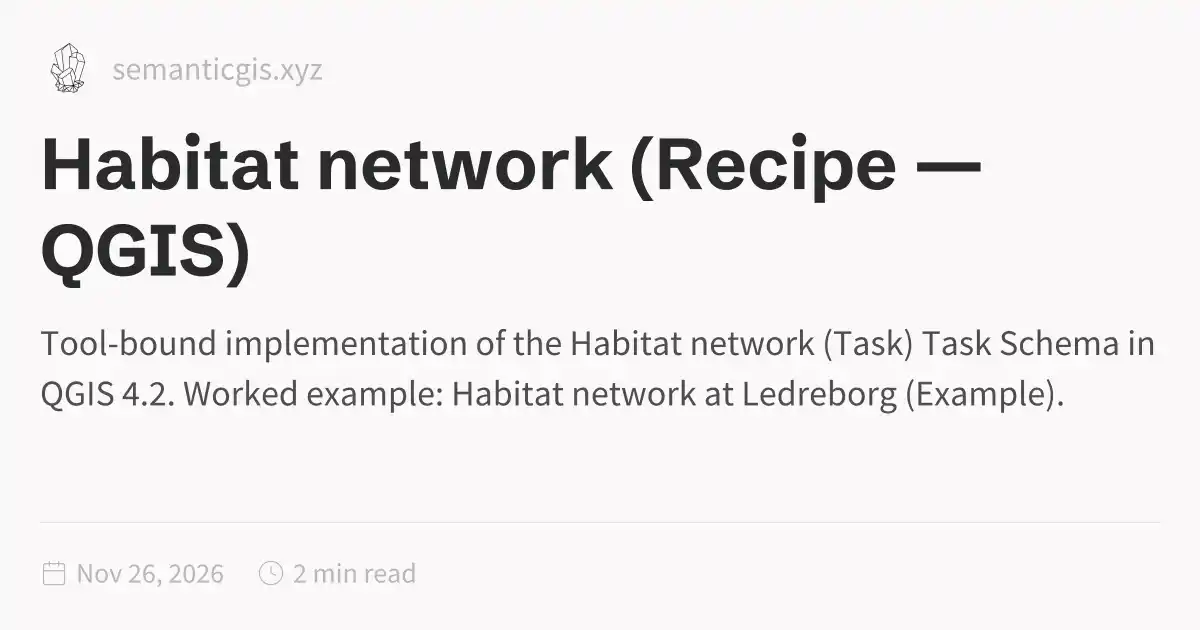 semanticgis.xyz
Habitat network (Recipe —
QGIS)
Tool-bound implementation of the Habitat network (Task) Task Schema in
QGIS 4.2. Worked example: Habitat network at Ledreborg (Example).
Nov 26, 2026 2 min read